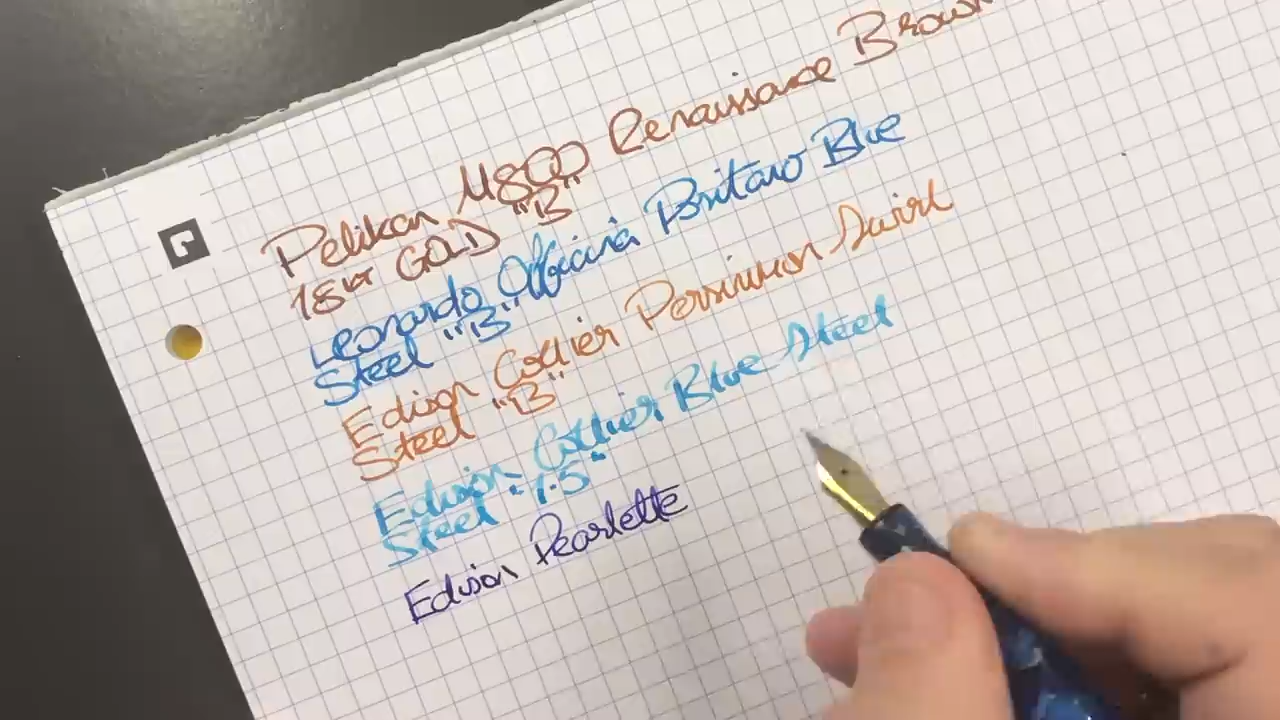 Pelikan M800 Renaissance Brown
18kt GOLD "B"
Leonardo Officina Positano Blue
Steel "B"
Edison Collier Persimmon Swirl
Steel "B"
Edison Collier Blue Steel
Steel "1.5"
Edison Pearlette